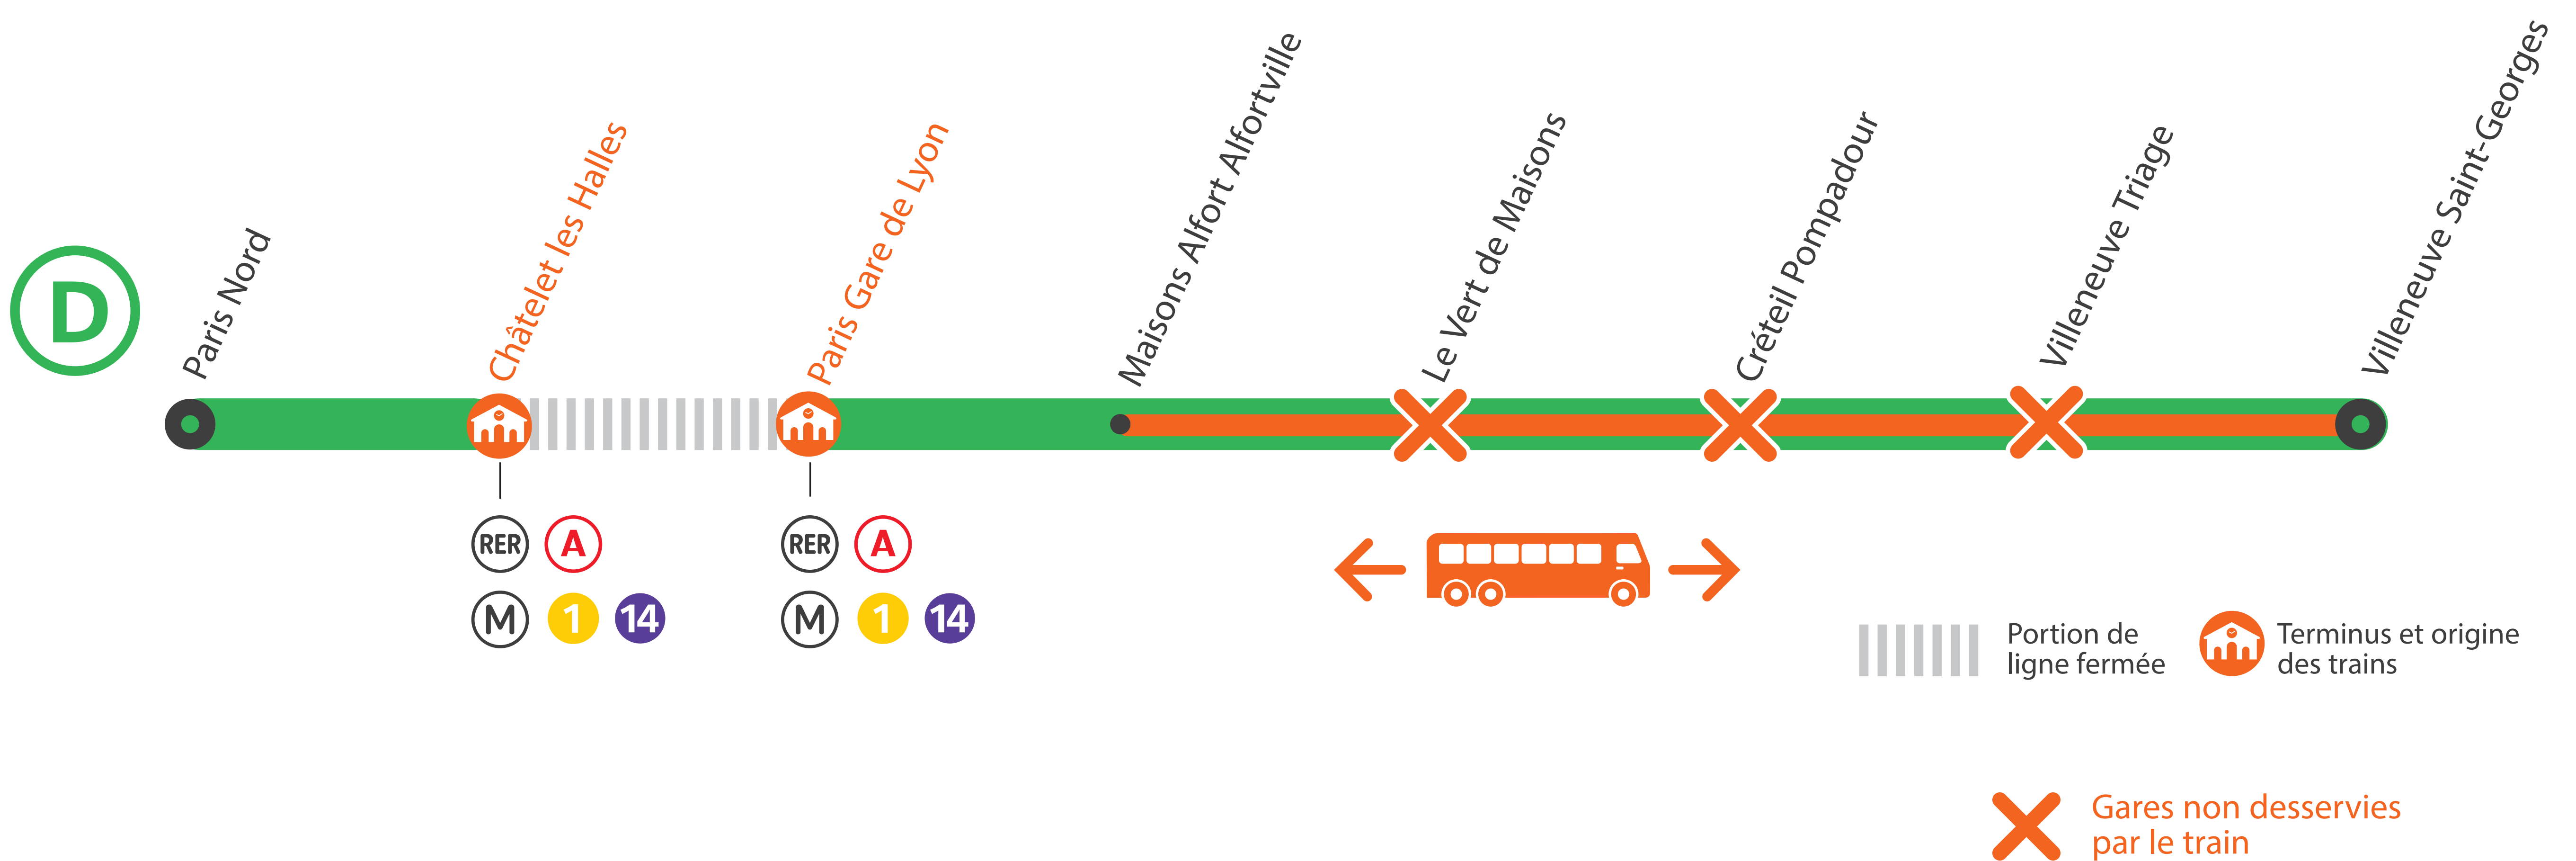 D
Paris Nord
Châtelet les Halles
Paris Gare de Lyon
Maisons Alfort Alfortville
Le Vert de Maisons
Créteil Pompadour
Villeneuve Triage
Villeneuve Saint-Georges
RER A
M 1 14
RER A
M 1 14
Portion de
ligne fermée
Terminus et origine
des trains
Gares non desservies
par le train